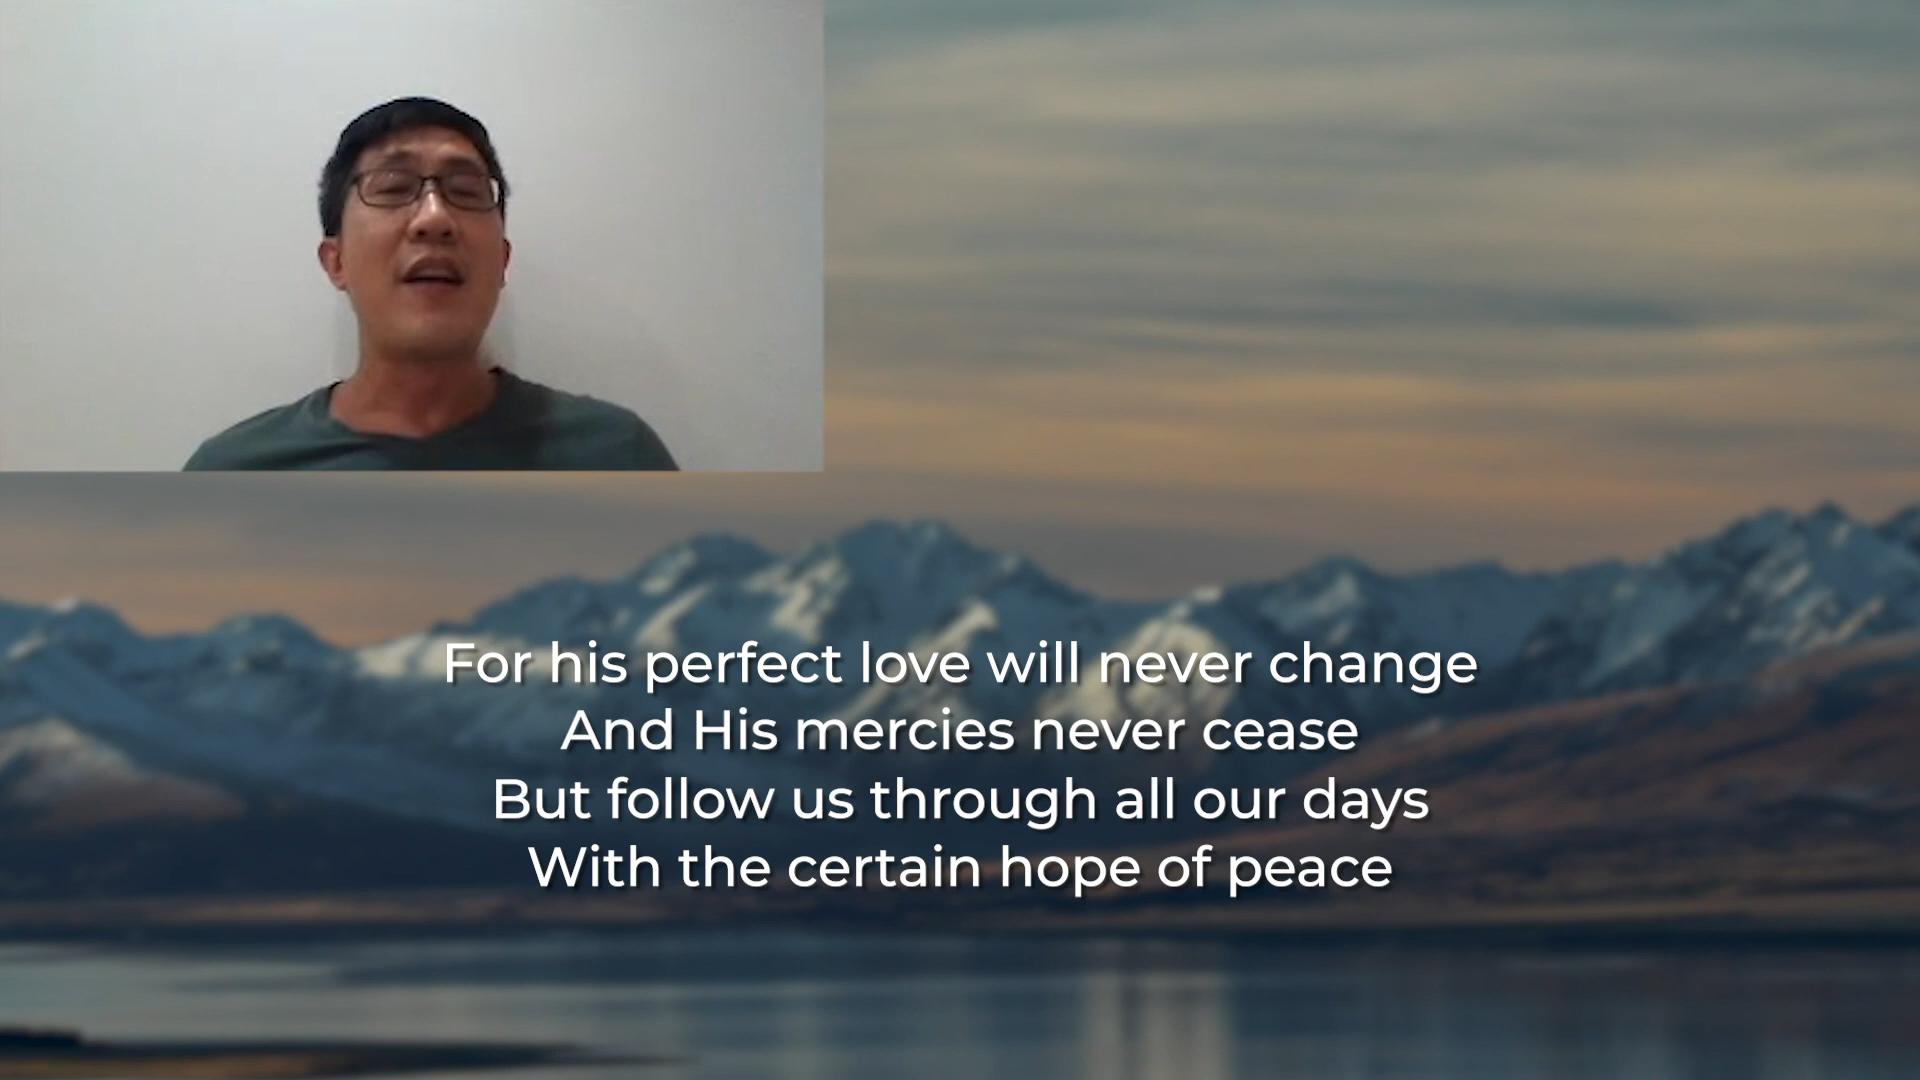 For his perfect love will never change
And His mercies never cease
But follow us through all our days
With the certain hope of peace